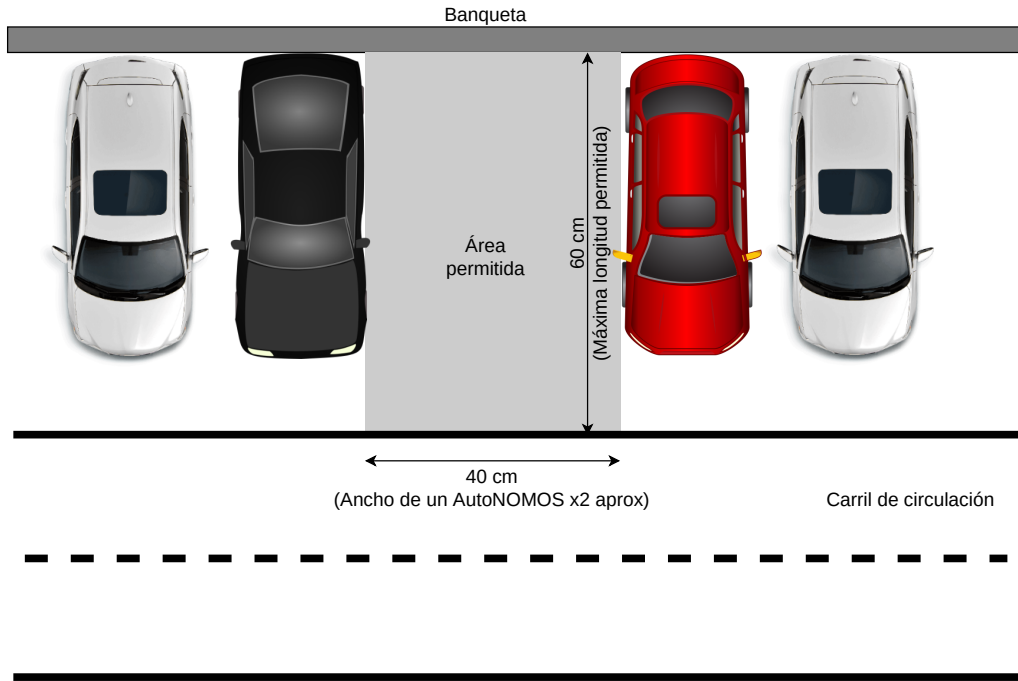 Banqueta
Área
permitida
60 cm
(Máxima longitud permitida)
40 cm
(Ancho de un AutoNOMOS x2 aprox)
Carril de circulación